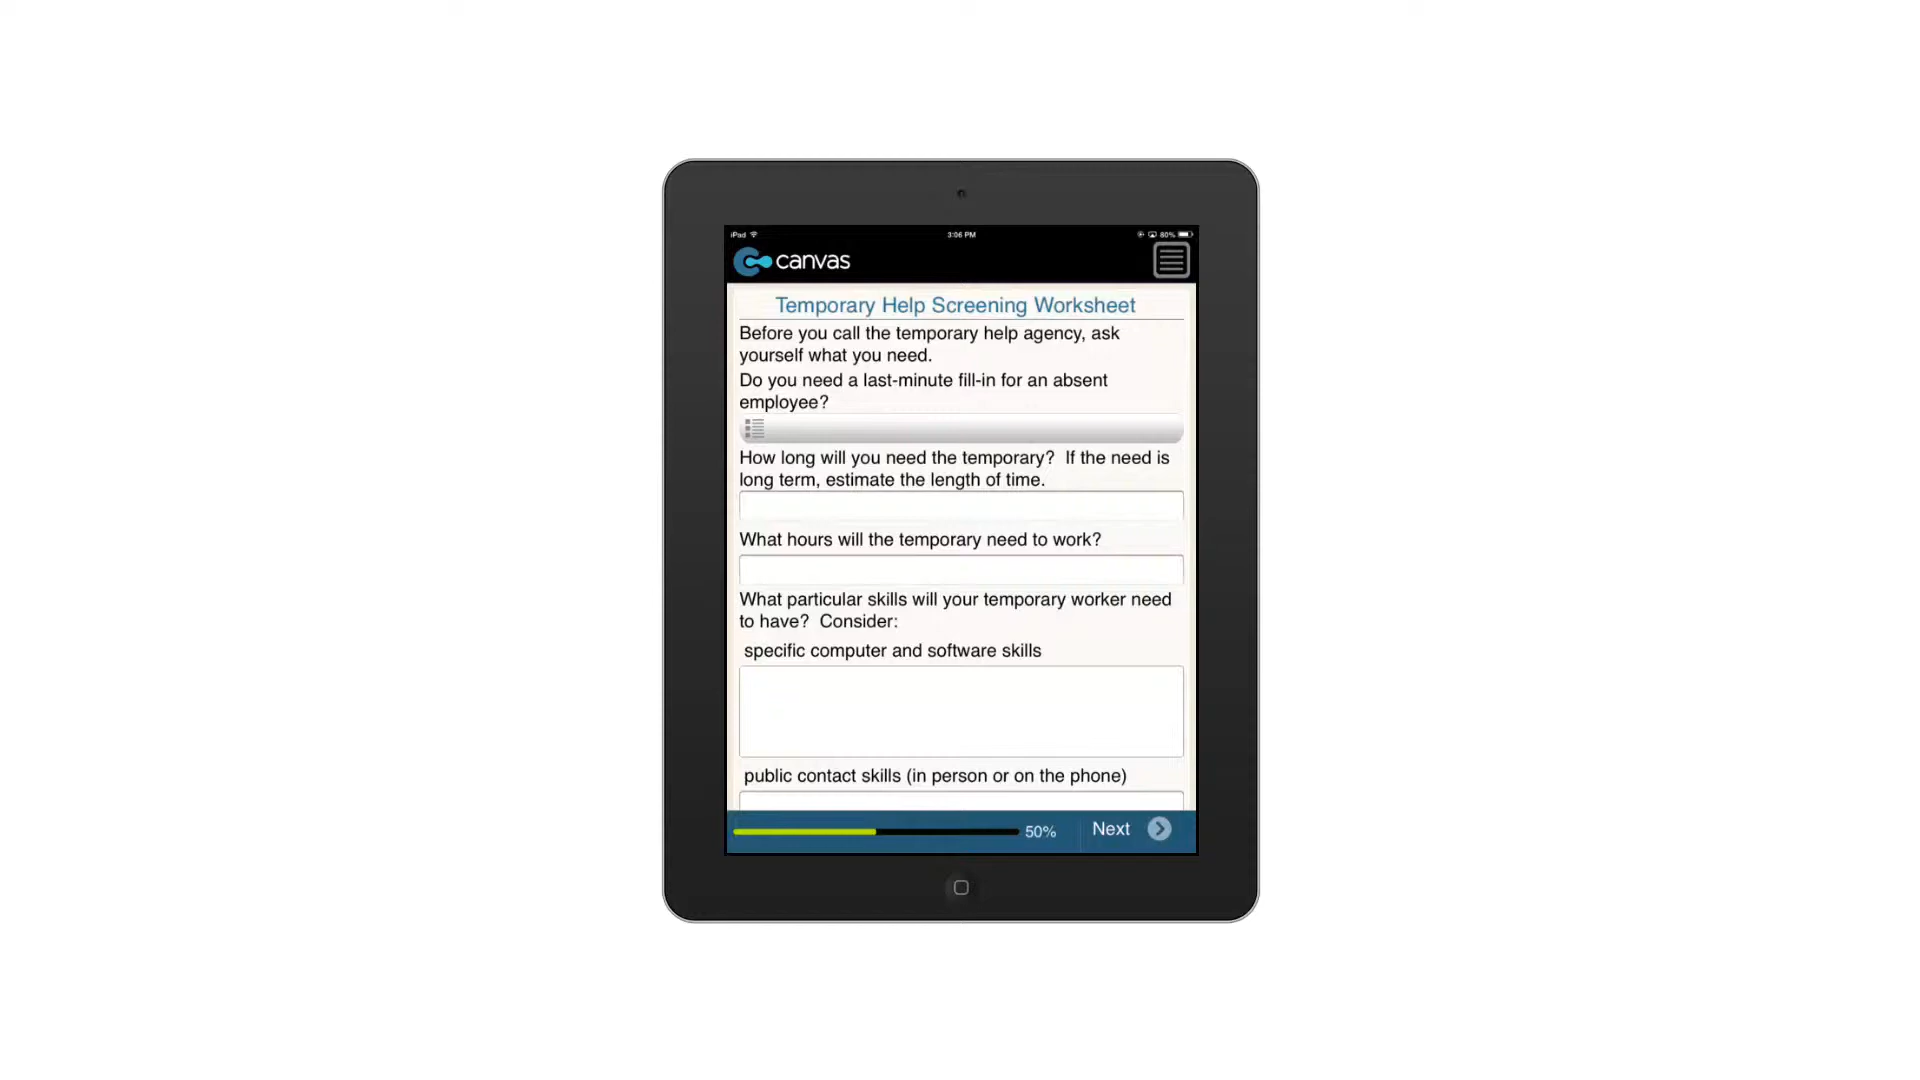 iPad
3:06 PM
80%
canvas
Temporary Help Screening Worksheet
Before you call the temporary help agency, ask
yourself what you need.
Do you need a last-minute fill-in for an absent
employee?
How long will you need the temporary?  If the need is
long term, estimate the length of time.
What hours will the temporary need to work?
What particular skills will your temporary worker need
to have?  Consider:
specific computer and software skills
public contact skills (in person or on the phone)
50%
Next